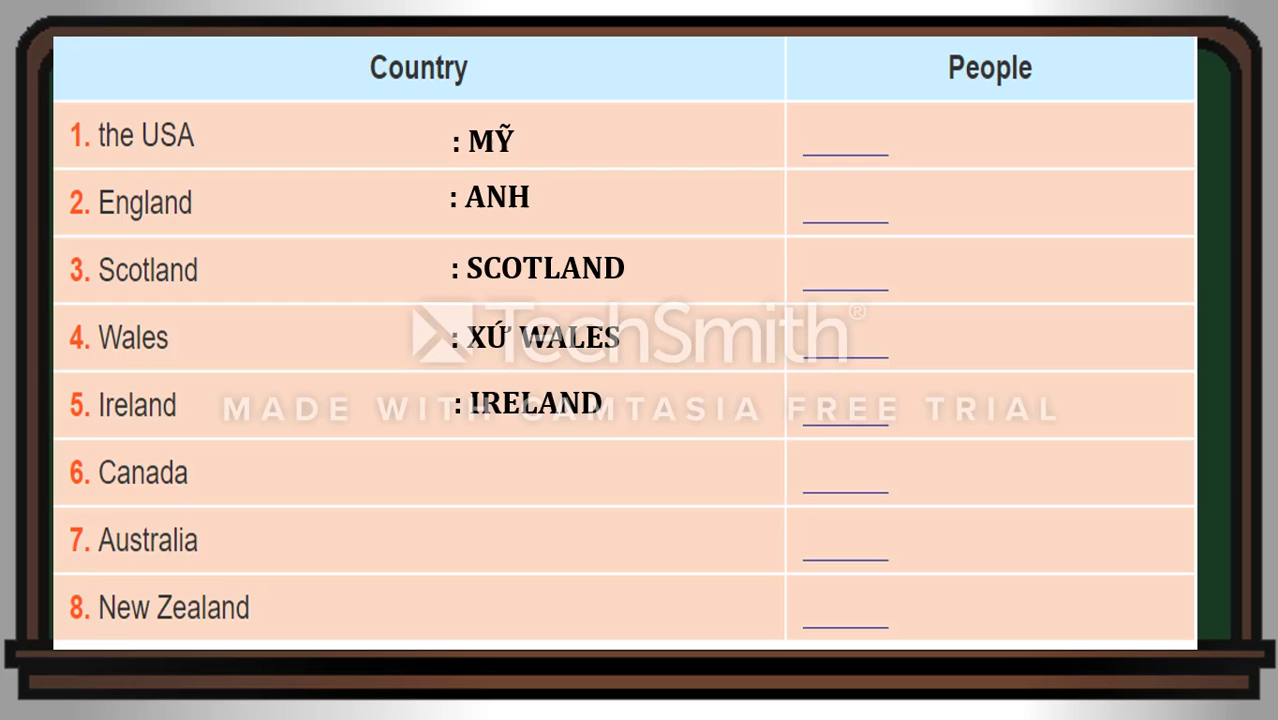 Country People
1. the USA : MỸ
2. England : ANH
3. Scotland : SCOTLAND
4. Wales : XỨ WALES
TechSmith®
5. Ireland : IRELAND
MADE WITH CAMTASIA FREE TRIAL
6. Canada
7. Australia
8. New Zealand